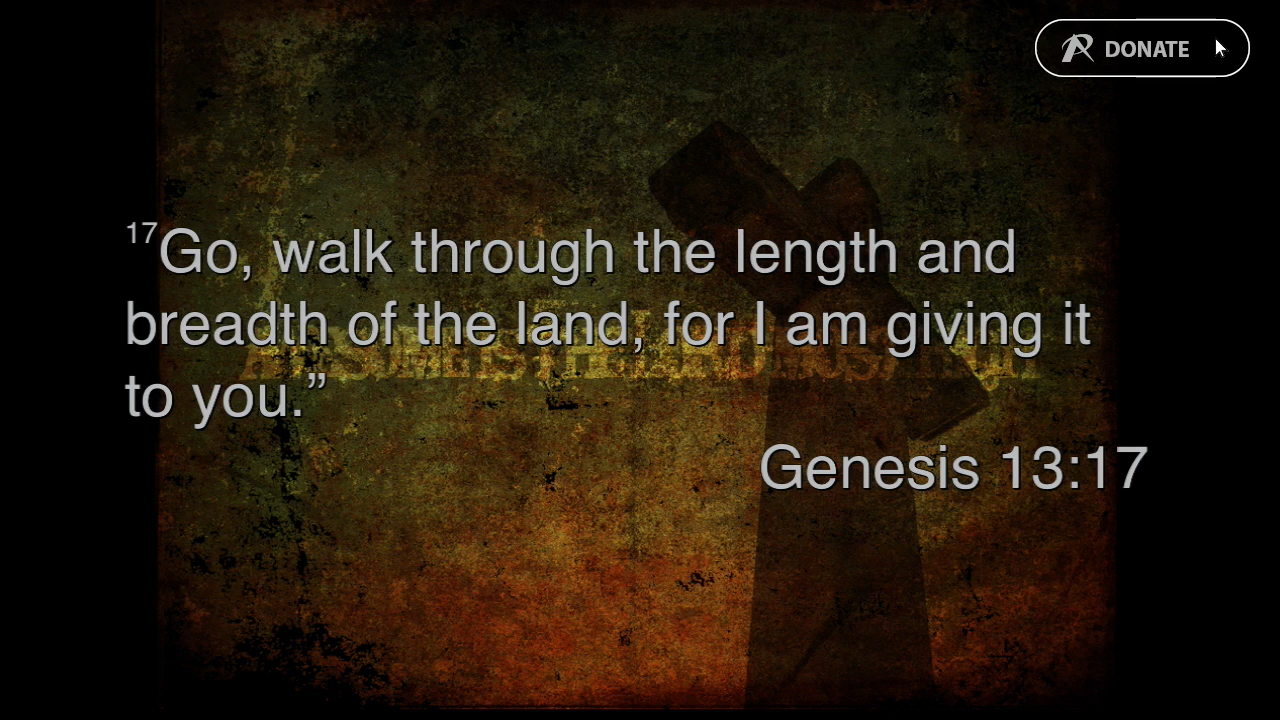 DONATE
17Go, walk through the length and
breadth of the land, for I am giving it
to you.”
Genesis 13:17